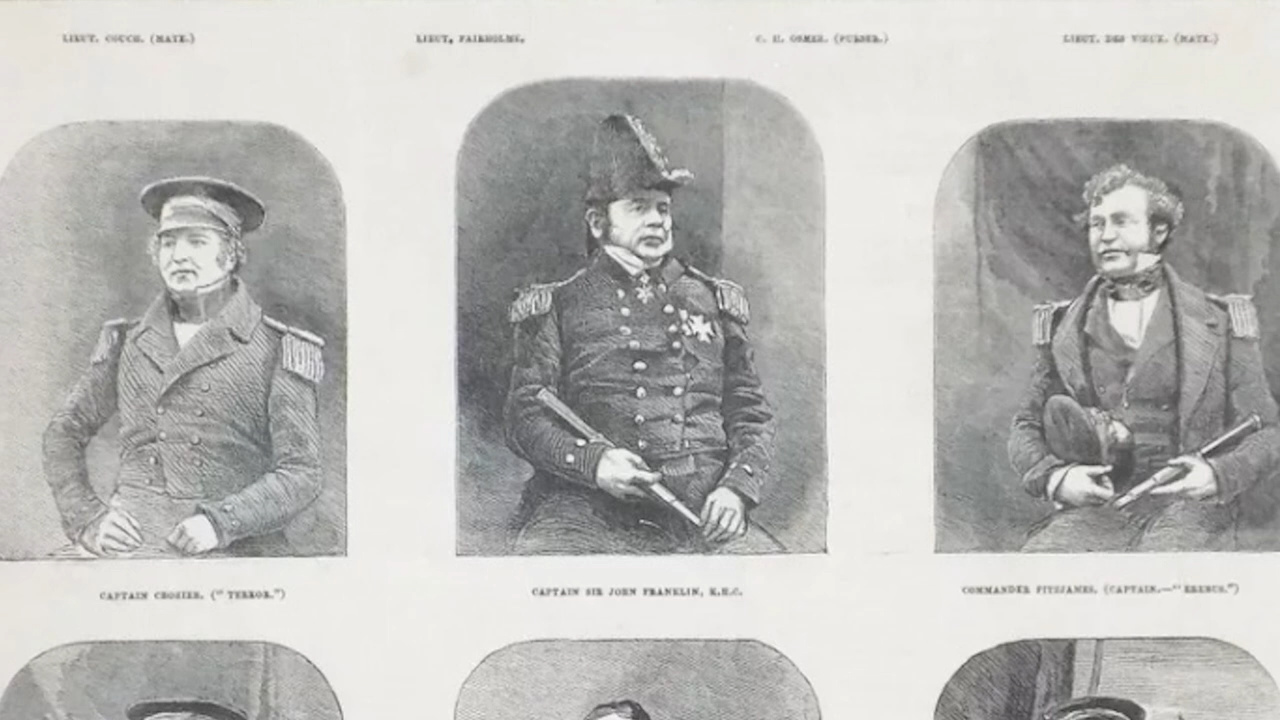 LIEUT. COUCH. (MATE.)
LIEUT. FAIRHOLME.
C. H. OSMER. (PURSER.)
LIEUT. DES VŒUX. (MATE.)
CAPTAIN CROZIER. ("TERROR.")
CAPTAIN SIR JOHN FRANKLIN, K.H.C.
COMMANDER FITZJAMES. (CAPTAIN.—"EREBUS.")